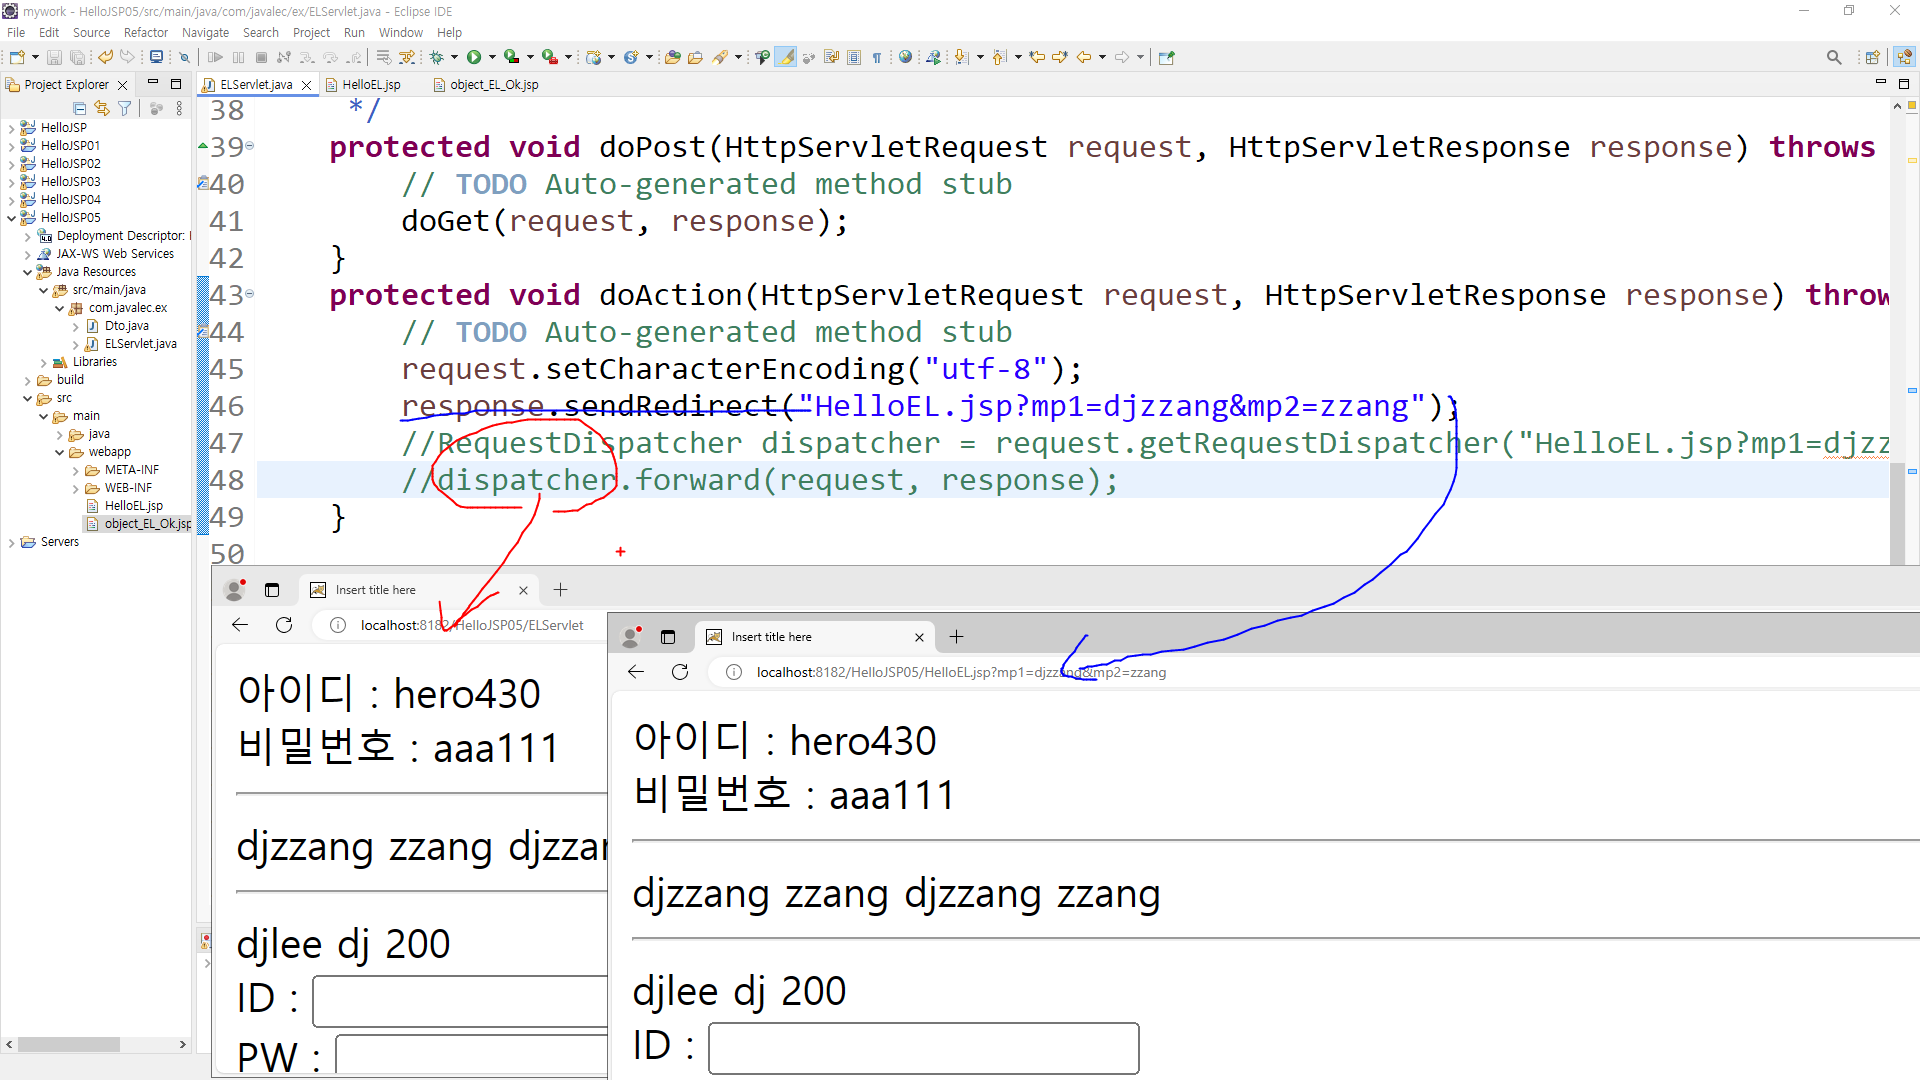 mywork - HelloJSP05/src/main/java/com/javalec/ex/ELServlet.java - Eclipse IDE
File Edit Source Refactor Navigate Search Project Run Window Help
Project Explorer
ELServlet.java
HelloEL.jsp
object_EL_Ok.jsp
HelloJSP
HelloJSP01
HelloJSP02
HelloJSP03
HelloJSP04
HelloJSP05
Deployment Descriptor:
JAX-WS Web Services
Java Resources
src/main/java
com.javalec.ex
Dto.java
ELServlet.java
Libraries
build
src
main
java
webapp
META-INF
WEB-INF
HelloEL.jsp
object_EL_Ok.jsp
Servers
38 */
39 protected void doPost(HttpServletRequest request, HttpServletResponse response) throws
40 // TODO Auto-generated method stub
41 doGet(request, response);
42 }
43 protected void doAction(HttpServletRequest request, HttpServletResponse response) throw
44 // TODO Auto-generated method stub
45 request.setCharacterEncoding("utf-8");
46 response.sendRedirect("HelloEL.jsp?mp1=djzzang&mp2=zzang");
47 //RequestDispatcher dispatcher = request.getRequestDispatcher("HelloEL.jsp?mp1=djzz
48 //dispatcher.forward(request, response);
49 }
50
Insert title here
localhost:8182/HelloJSP05/ELServlet
아이디 : hero430
비밀번호 : aaa111
djzzang zzang djzzan
djlee dj 200
ID :
PW :
Insert title here
localhost:8182/HelloJSP05/HelloEL.jsp?mp1=djzzang&mp2=zzang
아이디 : hero430
비밀번호 : aaa111
djzzang zzang djzzang zzang
djlee dj 200
ID :